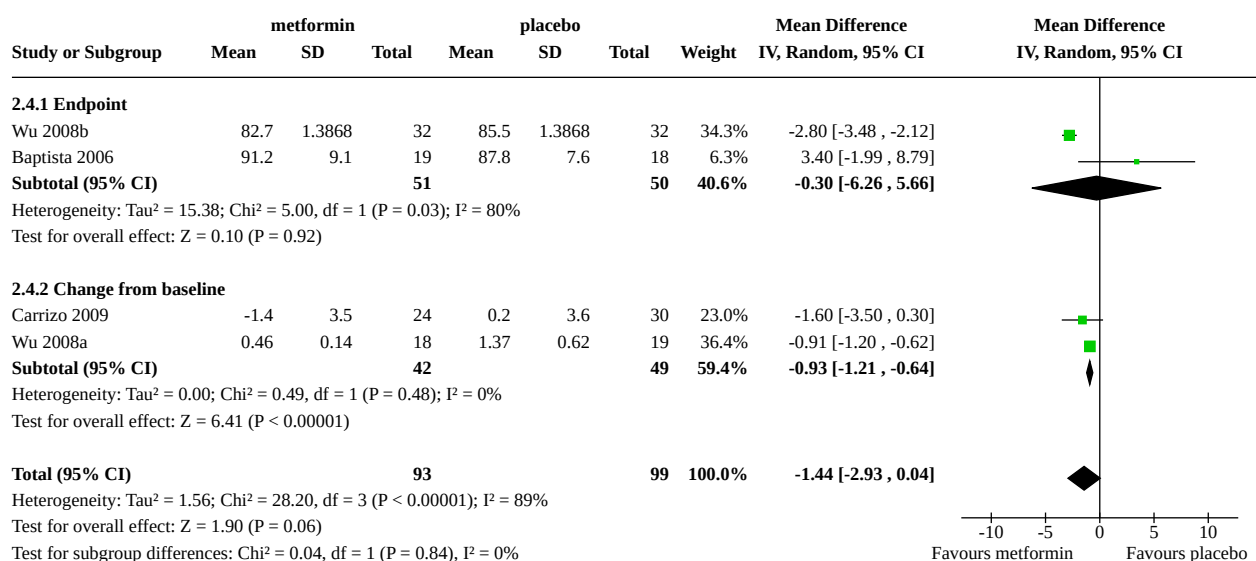 metformin placebo Mean Difference Mean Difference
Study or Subgroup Mean SD Total Mean SD Total Weight IV, Random, 95% CI IV, Random, 95% CI
2.4.1 Endpoint
Wu 2008b 82.7 1.3868 32 85.5 1.3868 32 34.3% -2.80 [-3.48 , -2.12]
Baptista 2006 91.2 9.1 19 87.8 7.6 18 6.3% 3.40 [-1.99 , 8.79]
Subtotal (95% CI) 51 50 40.6% -0.30 [-6.26 , 5.66]
Heterogeneity: Tau² = 15.38; Chi² = 5.00, df = 1 (P = 0.03); I² = 80%
Test for overall effect: Z = 0.10 (P = 0.92)
2.4.2 Change from baseline
Carrizo 2009 -1.4 3.5 24 0.2 3.6 30 23.0% -1.60 [-3.50 , 0.30]
Wu 2008a 0.46 0.14 18 1.37 0.62 19 36.4% -0.91 [-1.20 , -0.62]
Subtotal (95% CI) 42 49 59.4% -0.93 [-1.21 , -0.64]
Heterogeneity: Tau² = 0.00; Chi² = 0.49, df = 1 (P = 0.48); I² = 0%
Test for overall effect: Z = 6.41 (P < 0.00001)
Total (95% CI) 93 99 100.0% -1.44 [-2.93 , 0.04]
Heterogeneity: Tau² = 1.56; Chi² = 28.20, df = 3 (P < 0.00001); I² = 89%
Test for overall effect: Z = 1.90 (P = 0.06)
-10 -5 0 5 10
Test for subgroup differences: Chi² = 0.04, df = 1 (P = 0.84), I² = 0% Favours metformin Favours placebo